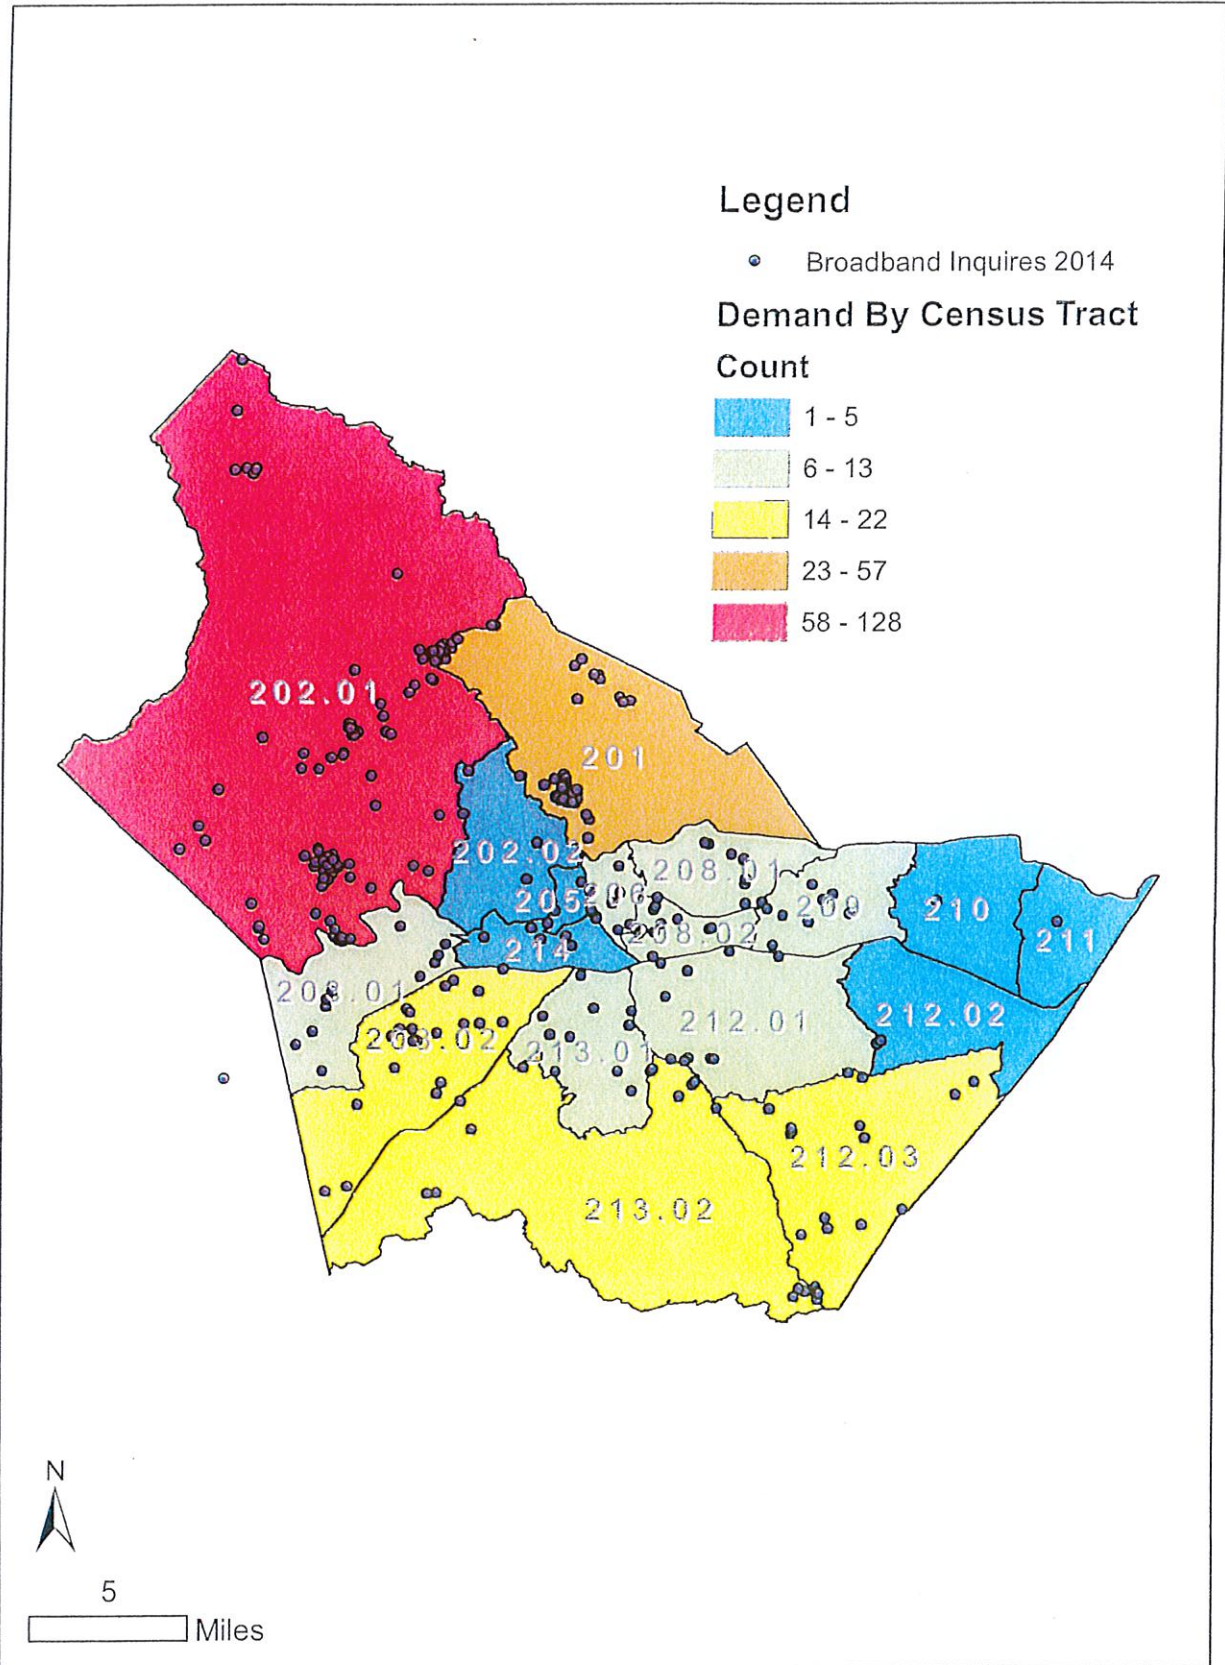 Legend
Broadband Inquires 2014
Demand By Census Tract
Count
1 - 5
6 - 13
14 - 22
23 - 57
58 - 128
202.01
201
202.02
208.01
206
205
209
210
208.02
211
214
203.01
212.01
212.02
203.02
213.01
212.03
213.02
N
5
Miles